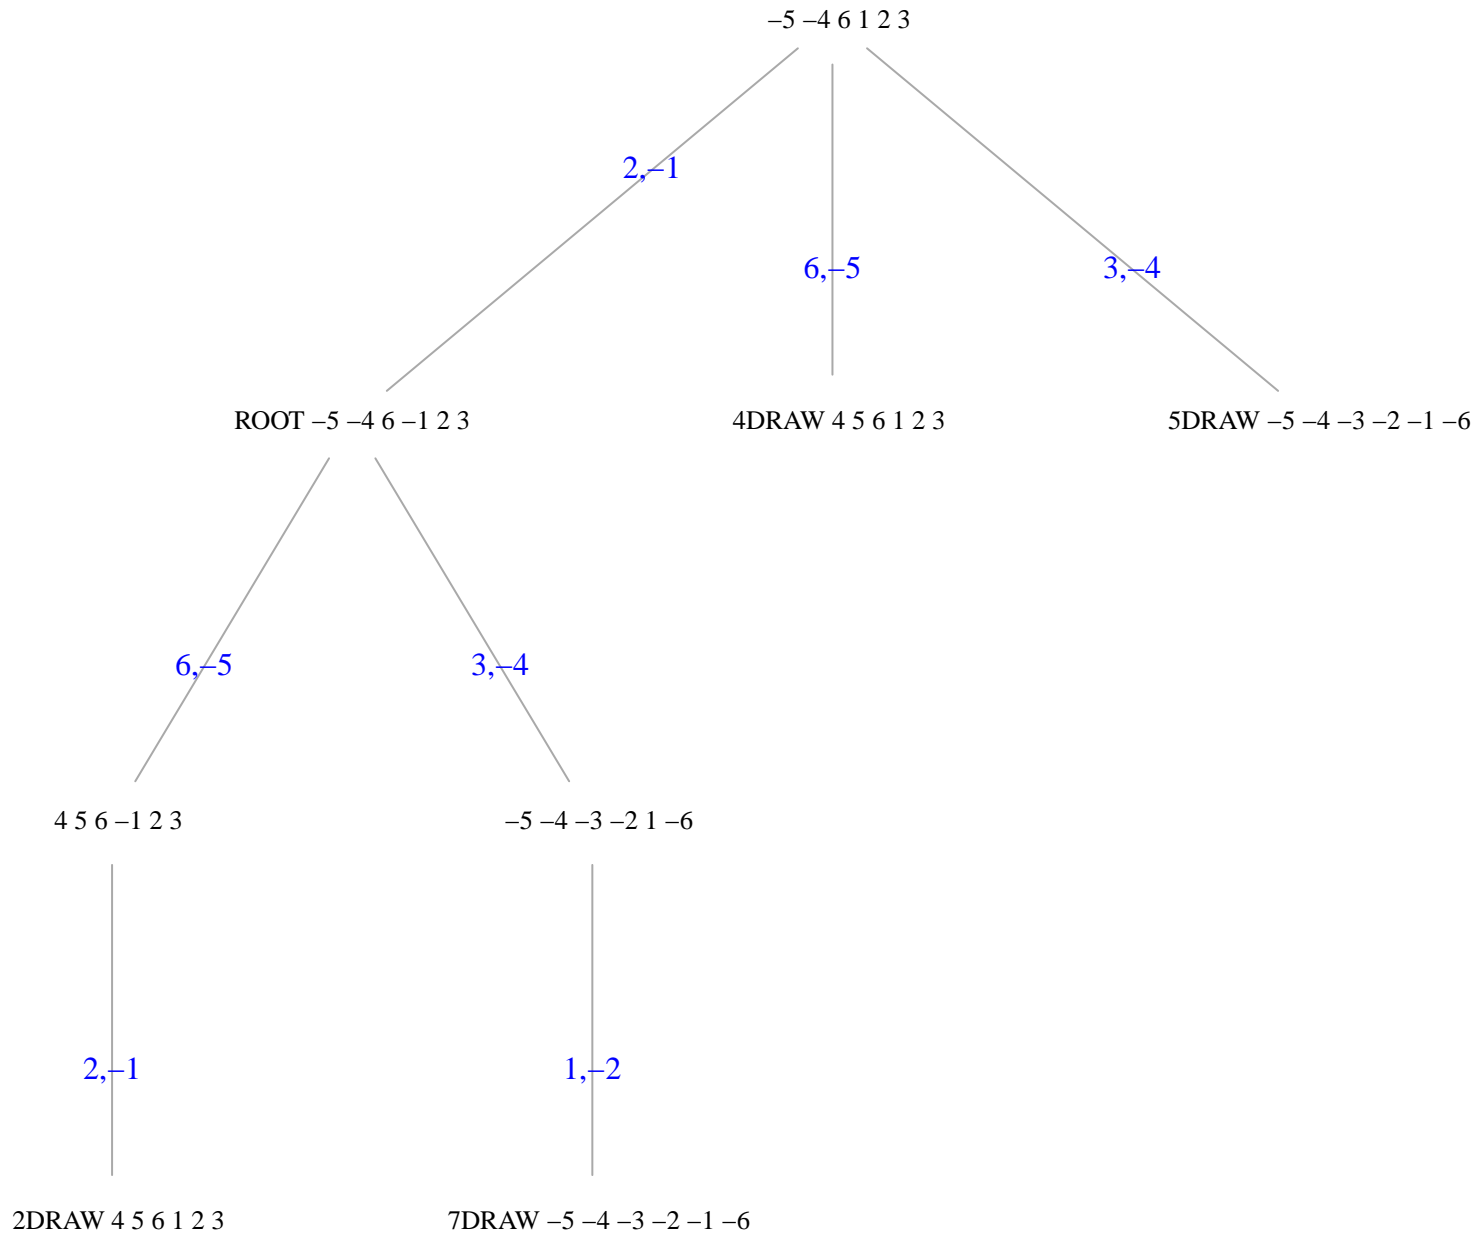 –5 –4 6 1 2 3
2,–1
6,–5
3,–4
ROOT –5 –4 6 –1 2 3
4DRAW 4 5 6 1 2 3
5DRAW –5 –4 –3 –2 –1 –6
6,–5
3,–4
4 5 6 –1 2 3
–5 –4 –3 –2 1 –6
2,–1
1,–2
2DRAW 4 5 6 1 2 3
7DRAW –5 –4 –3 –2 –1 –6